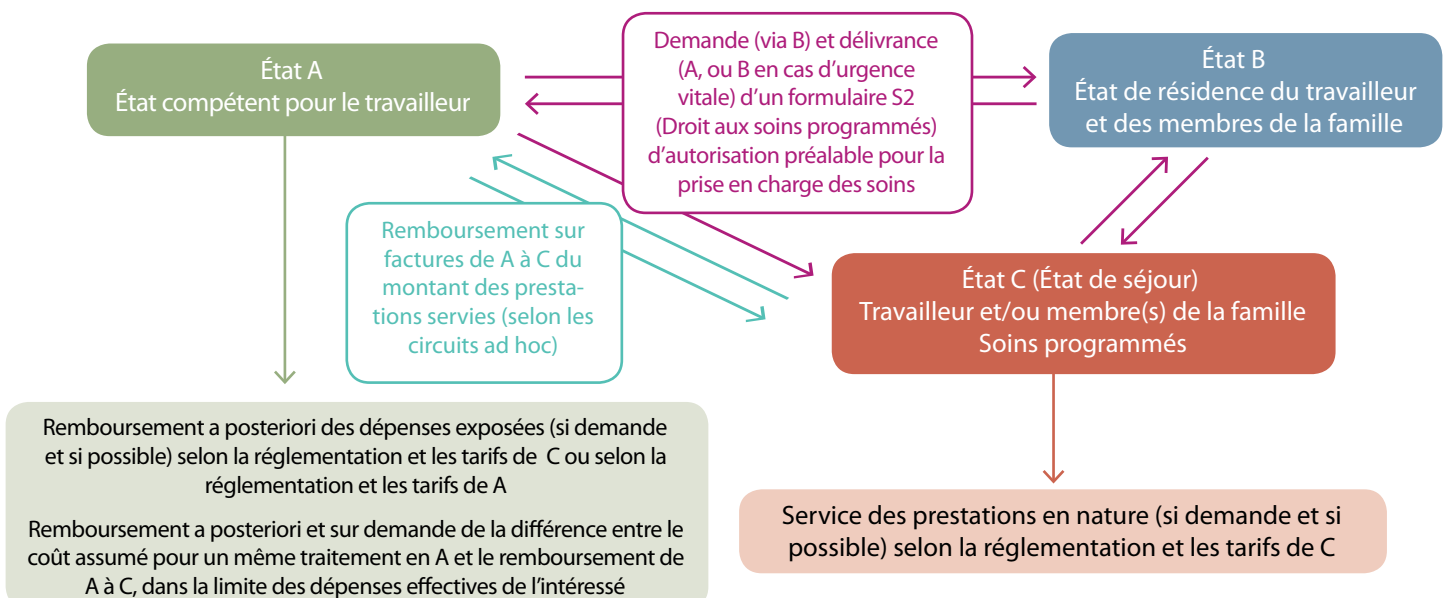 État A
État compétent pour le travailleur
Demande (via B) et délivrance
(A, ou B en cas d’urgence
vitale) d’un formulaire S2
(Droit aux soins programmés)
d’autorisation préalable pour la
prise en charge des soins
État B
État de résidence du travailleur
et des membres de la famille
Remboursement sur
factures de A à C du
montant des presta-
tions servies (selon les
circuits ad hoc)
État C (État de séjour)
Travailleur et/ou membre(s) de la famille
Soins programmés
Remboursement a posteriori des dépenses exposées (si demande
et si possible) selon la réglementation et les tarifs de C ou selon la
réglementation et les tarifs de A
Remboursement a posteriori et sur demande de la différence entre le
coût assumé pour un même traitement en A et le remboursement de
A à C, dans la limite des dépenses effectives de l’intéressé
Service des prestations en nature (si demande et si
possible) selon la réglementation et les tarifs de C